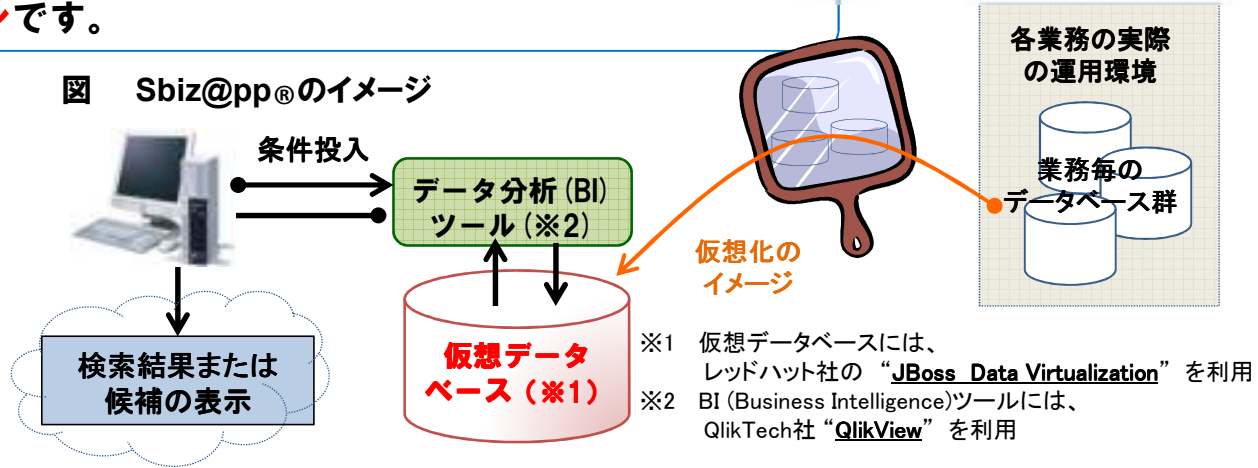 ンです。
図 Sbiz@pp®のイメージ
各業務の実際
の運用環境
条件投入
データ分析(BI)
ツール(※2)
業務毎の
データベース群
仮想化の
イメージ
検索結果または
候補の表示
仮想データ
ベース(※1)
※1 仮想データベースには、
レッドハット社の “JBoss Data Virtualization” を利用
※2 BI (Business Intelligence)ツールには、
QlikTech社 “QlikView” を利用